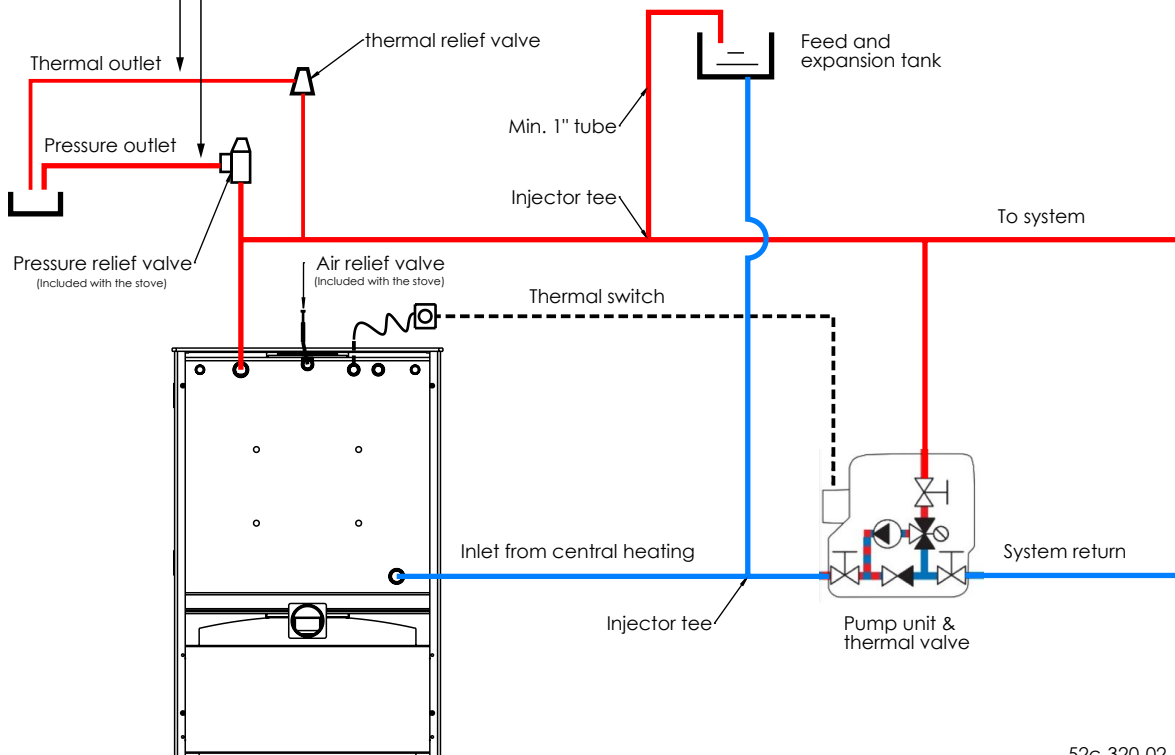 thermal relief valve
Feed and
expansion tank
Thermal outlet
Min. 1" tube
Pressure outlet
Injector tee
To system
Pressure relief valve
(Included with the stove)
Air relief valve
(Included with the stove)
Thermal switch
Inlet from central heating
System return
Injector tee
Pump unit &
thermal valve